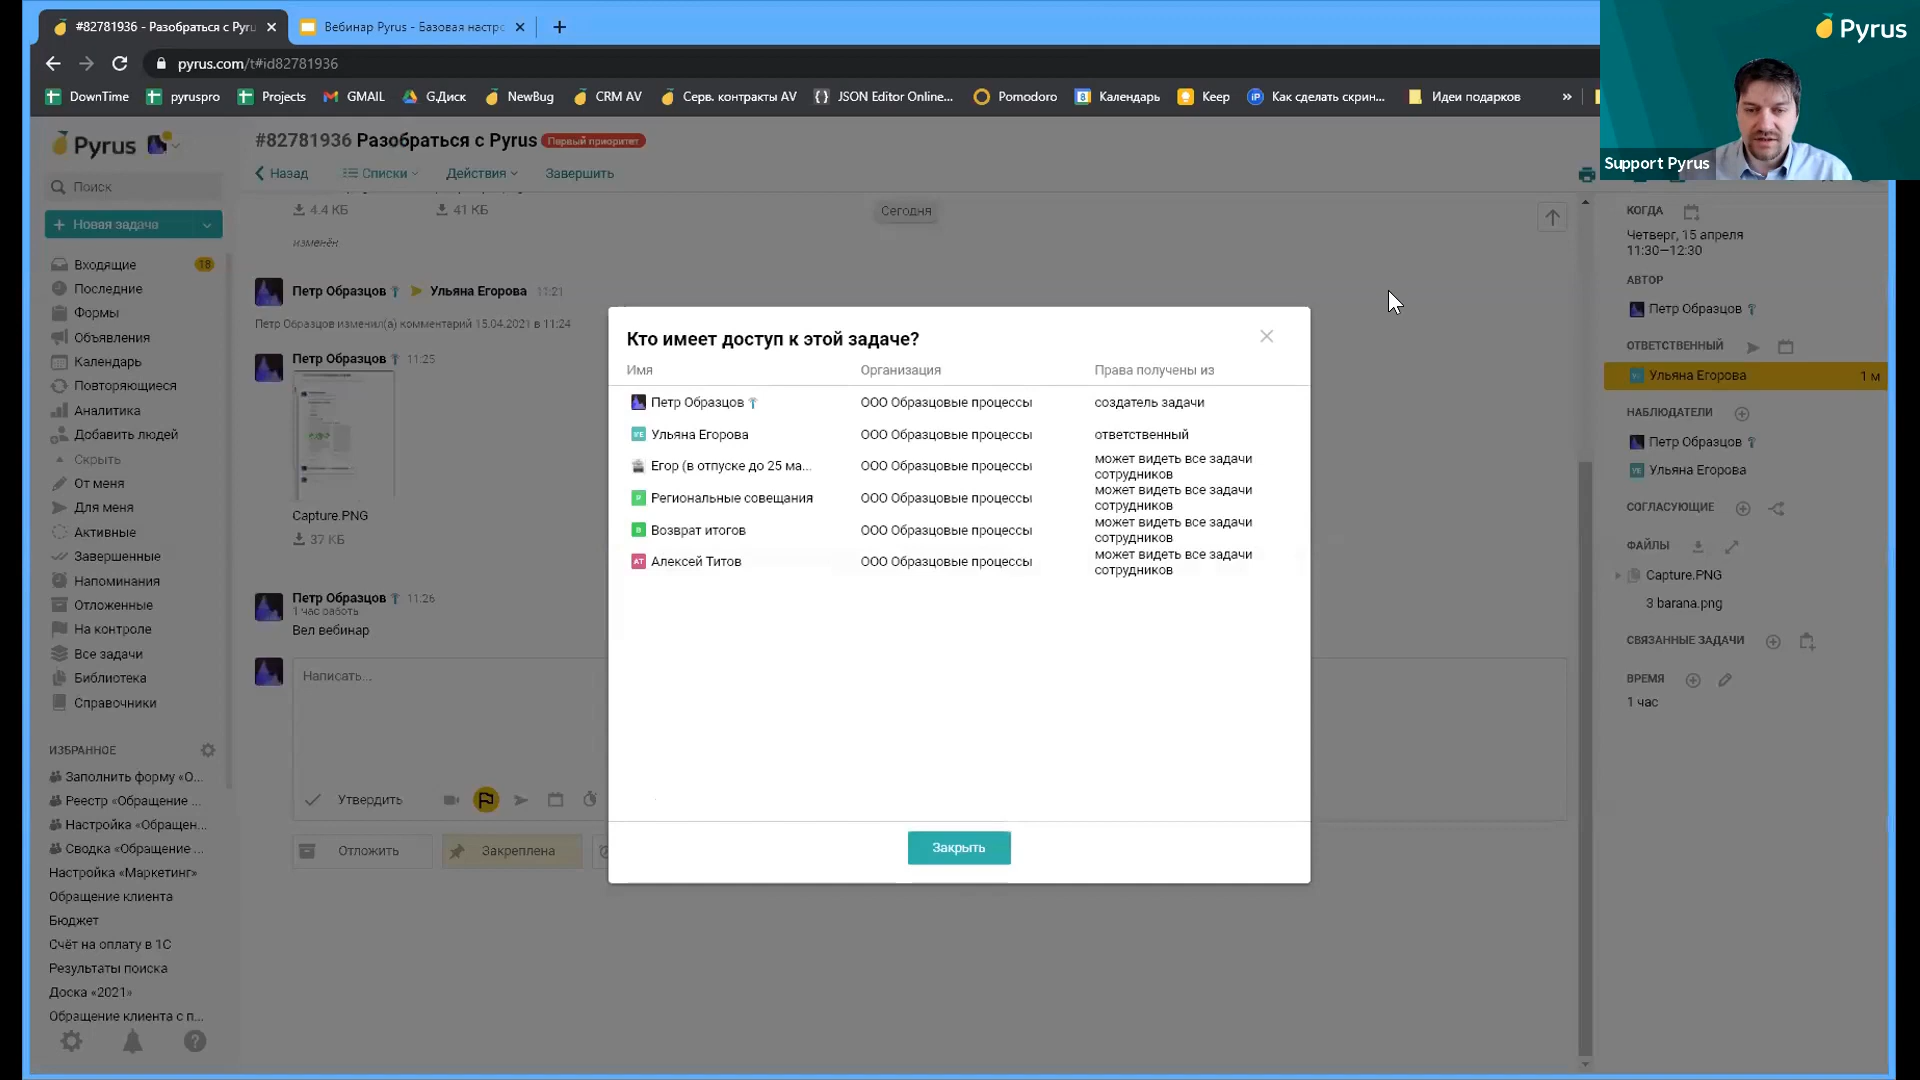 #82781936 - Разобраться с Pyru
Вебинар Pyrus - Базовая настро
pyrus.com/t#id82781936
DownTime
pyruspro
Projects
GMAIL
G.Диск
NewBug
CRM AV
Серв. контракты AV
JSON Editor Online...
Pomodoro
Календарь
Keep
Как сделать скрин...
Идеи подарков
»
Pyrus
Support Pyrus
Pyrus
Поиск
Новая задача
Входящие
18
Последние
Формы
Объявления
Календарь
Повторяющиеся
Аналитика
Добавить людей
Скрыть
От меня
Для меня
Активные
Завершенные
Напоминания
Отложенные
На контроле
Все задачи
Библиотека
Справочники
ИЗБРАННОЕ
Заполнить форму «О...
Реестр «Обращение ...
Настройка «Обращен...
Сводка «Обращение ...
Настройка «Маркетинг»
Обращение клиента
Бюджет
Счёт на оплату в 1С
Результаты поиска
Доска «2021»
Обращение клиента с п...
#82781936 Разобраться с Pyrus
Первый приоритет
Назад
Списки
Действия
Завершить
4.4 КБ
41 КБ
Сегодня
изменён
Петр Образцов
Ульяна Егорова
11:21
Петр Образцов изменил(а) комментарий 15.04.2021 в 11:24
Петр Образцов
11:25
Capture.PNG
37 КБ
Петр Образцов
11:26
1 час работы
Вел вебинар
Написать...
Утвердить
Отложить
Закреплена
Кто имеет доступ к этой задаче?
Имя
Организация
Права получены из
Петр Образцов
ООО Образцовые процессы
создатель задачи
УЕ
Ульяна Егорова
ООО Образцовые процессы
ответственный
Егор (в отпуске до 25 ма...
ООО Образцовые процессы
может видеть все задачи
сотрудников
Р
Региональные совещания
ООО Образцовые процессы
может видеть все задачи
сотрудников
В
Возврат итогов
ООО Образцовые процессы
может видеть все задачи
сотрудников
АТ
Алексей Титов
ООО Образцовые процессы
может видеть все задачи
сотрудников
Закрыть
КОГДА
Четверг, 15 апреля
11:30—12:30
АВТОР
Петр Образцов
ОТВЕТСТВЕННЫЙ
УЕ
Ульяна Егорова
1 м
НАБЛЮДАТЕЛИ
Петр Образцов
УЕ
Ульяна Егорова
СОГЛАСУЮЩИЕ
ФАЙЛЫ
Capture.PNG
3 barana.png
СВЯЗАННЫЕ ЗАДАЧИ
ВРЕМЯ
1 час